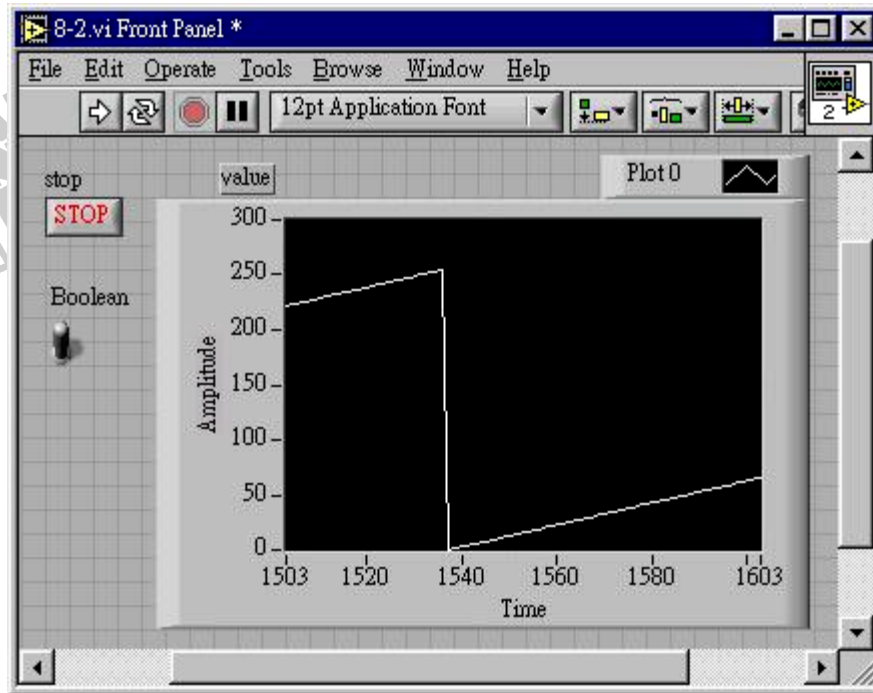 8-2.vi Front Panel *
File Edit Operate Tools Browse Window Help
12pt Application Font
2
stop
STOP
Boolean
value
Plot 0
300
250
200
150
100
50
0
Amplitude
1503 1520 1540 1560 1580 1603
Time